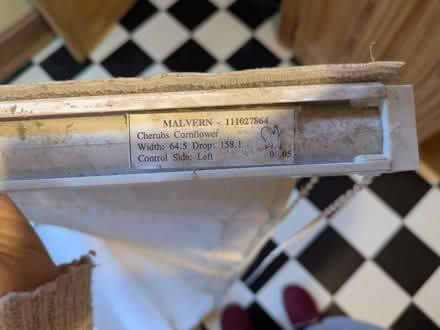 MALVERN - 111027864
Cherubs Cornflower
Width: 64.5 Drop: 158.1
Control Side: Left